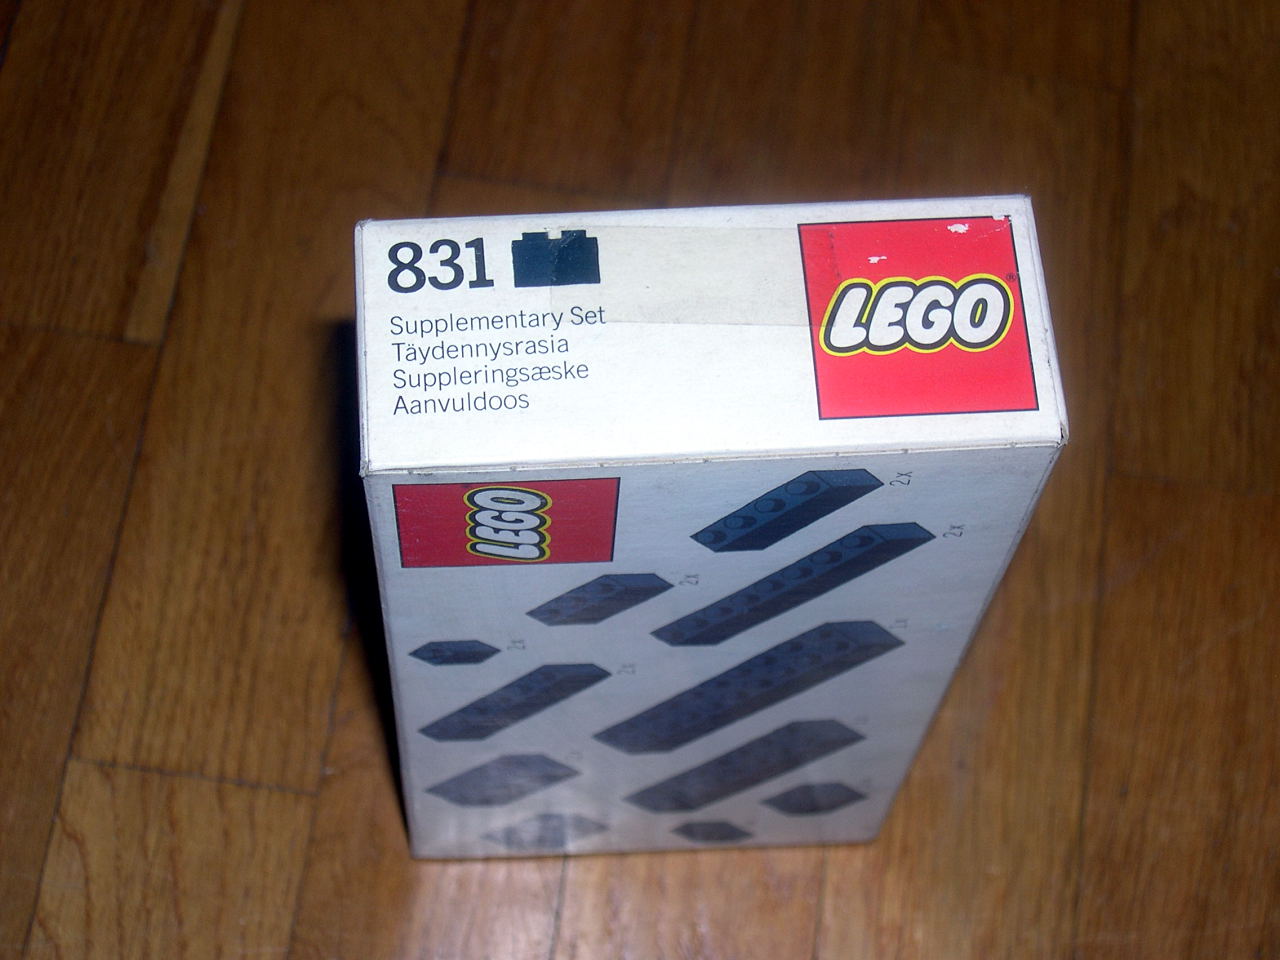 831
LEGO®
Supplementary Set
Täydennysrasia
Suppleringsæske
Aanvuldoos
LEGO
2x
2x
2x
2x
2x